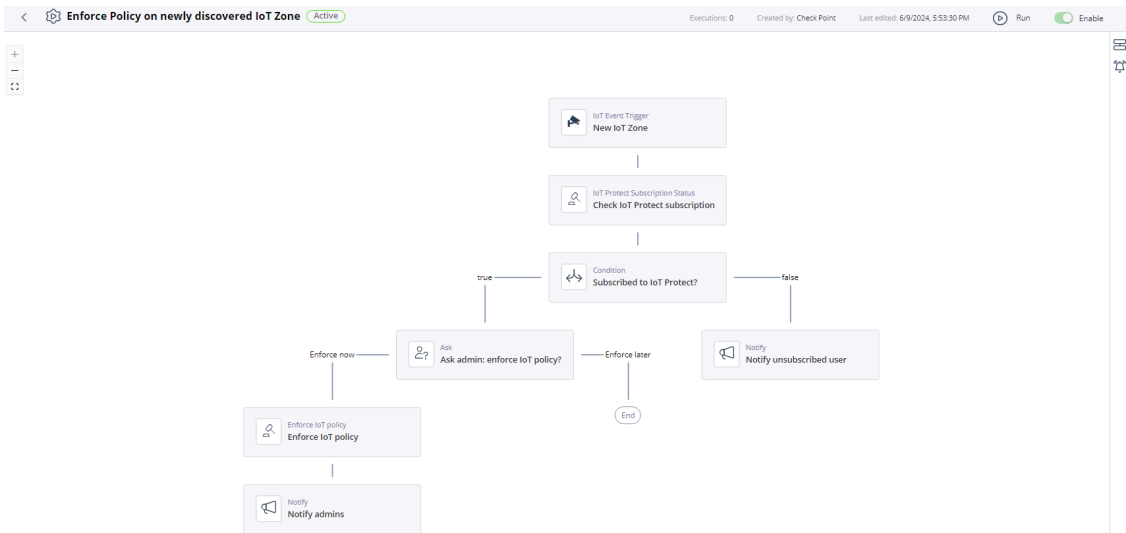 Enforce Policy on newly discovered IoT Zone Active Executions: 0 Created by: Check Point Last edited: 6/9/2024, 5:53:30 PM Run Enable
IoT Event Trigger
New IoT Zone
IoT Protect Subscription Status
Check IoT Protect subscription
Condition
Subscribed to IoT Protect?
true
false
Ask
Ask admin: enforce IoT policy?
Enforce now
Enforce later
Notify
Notify unsubscribed user
End
Enforce IoT policy
Enforce IoT policy
Notify
Notify admins